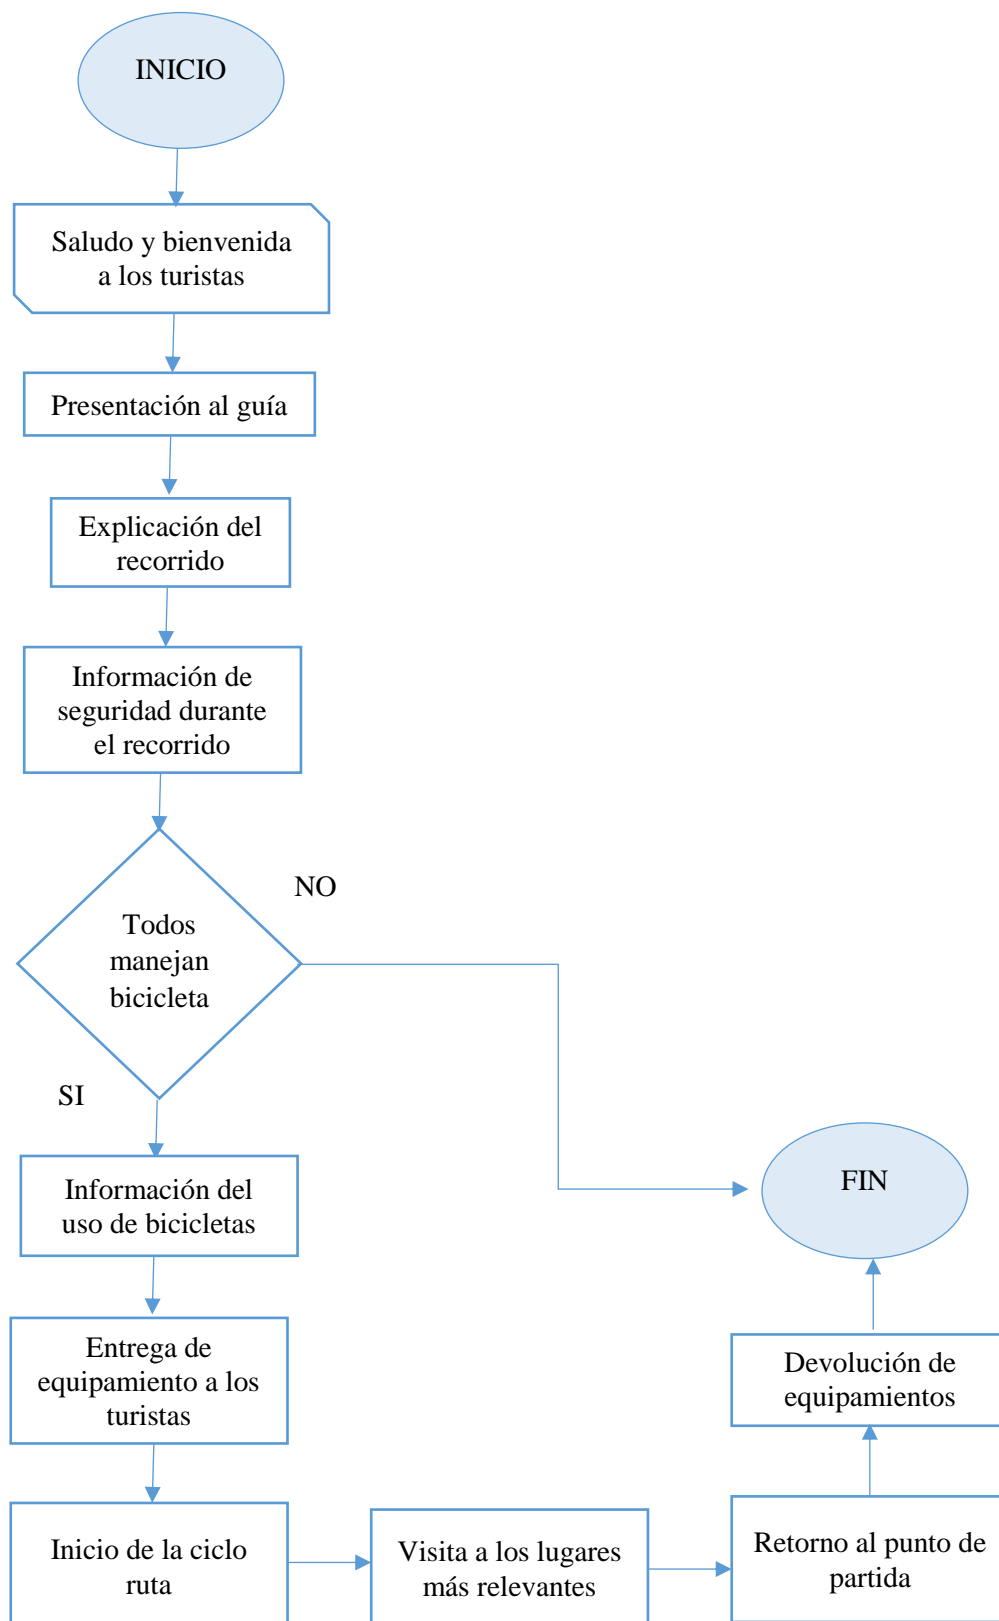 INICIO
Saludo y bienvenida
a los turistas
Presentación al guía
Explicación del
recorrido
Información de
seguridad durante
el recorrido
NO
Todos
manejan
bicicleta
SI
Información del
uso de bicicletas
FIN
Entrega de
equipamiento a los
turistas
Devolución de
equipamientos
Inicio de la ciclo
ruta
Visita a los lugares
más relevantes
Retorno al punto de
partida